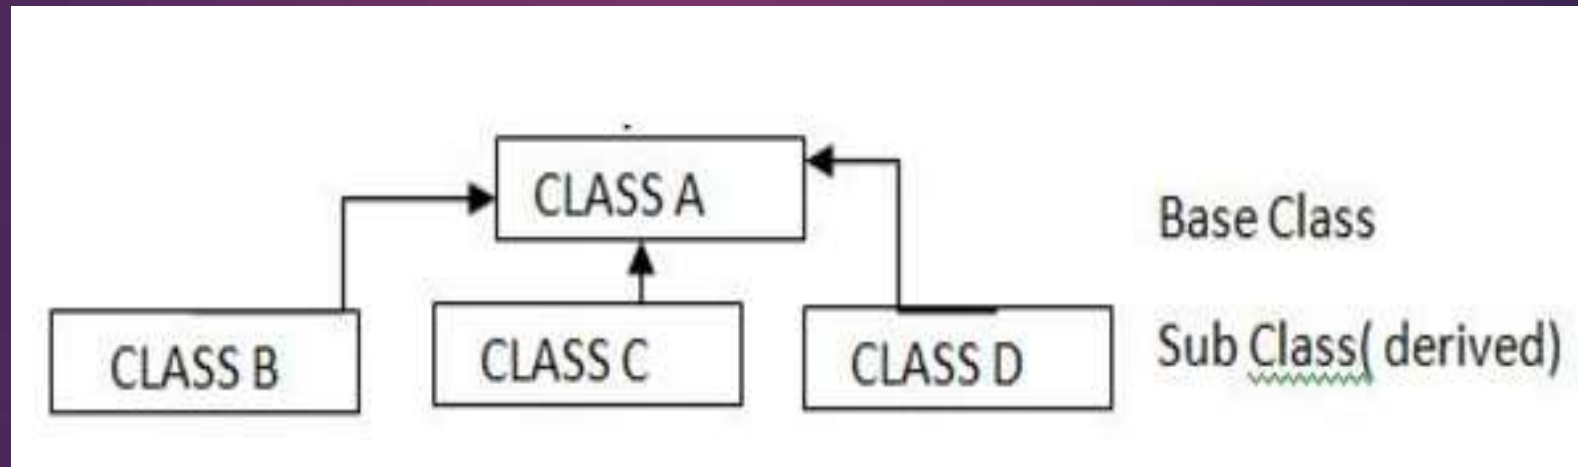 CLASS A
Base Class
CLASS B
CLASS C
CLASS D
Sub Class( derived)